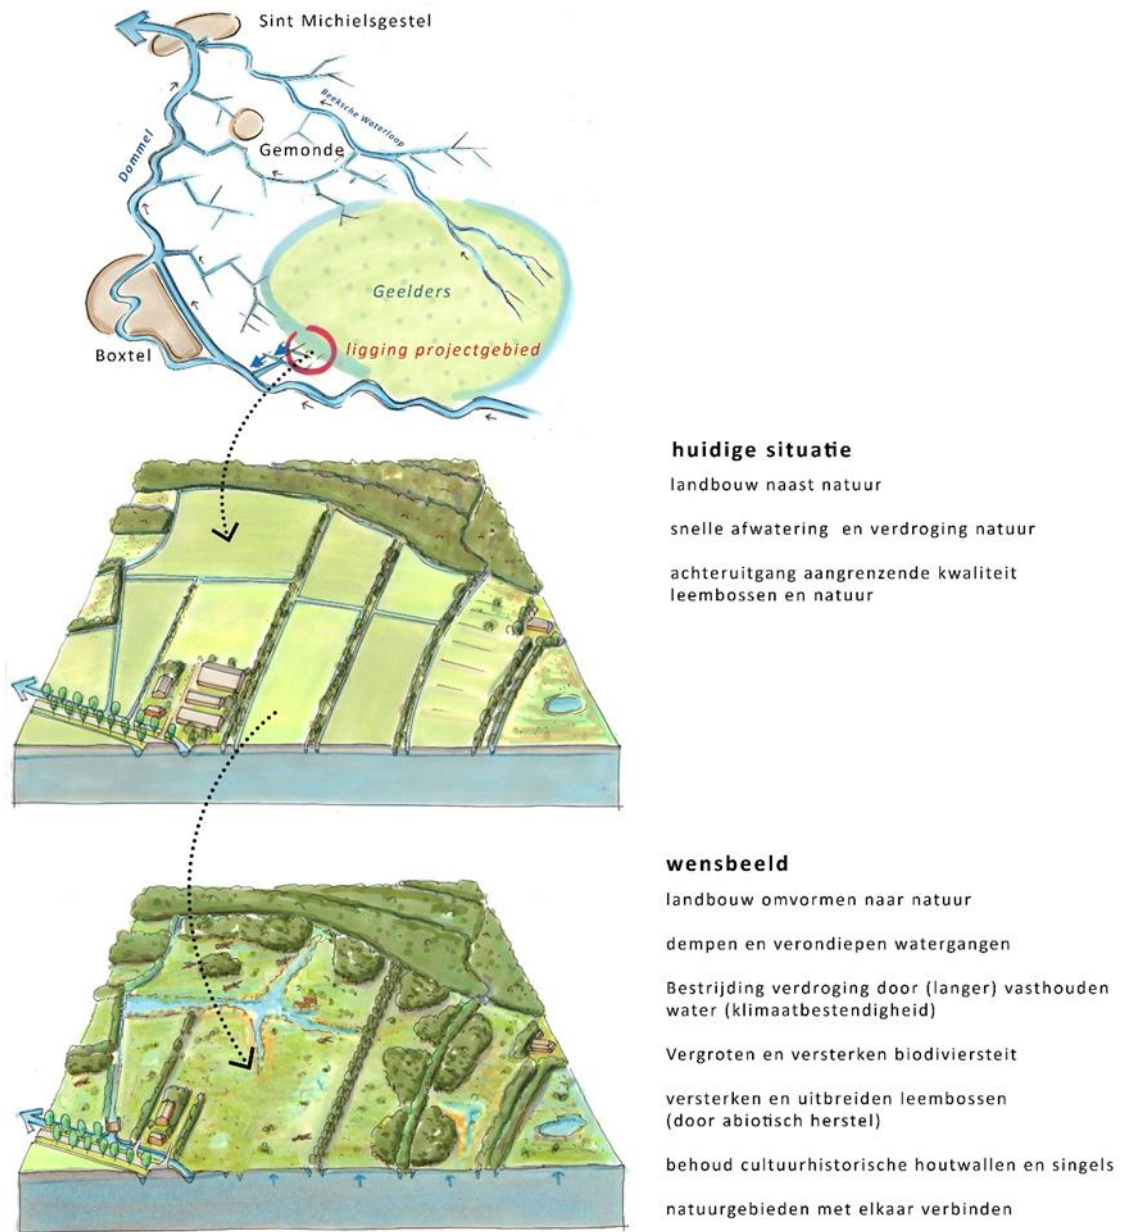 Sint Michielsgestel
Beeksche Waterloop
Dommel
Gemonde
Geelders
Boxtel
ligging projectgebied
huidige situatie
landbouw naast natuur
snelle afwatering en verdroging natuur
achteruitgang aangrenzende kwaliteit
leembossen en natuur
wensbeeld
landbouw omvormen naar natuur
dempen en verondiepen watergangen
Bestrijding verdroging door (langer) vasthouden
water (klimaatbestendigheid)
Vergroten en versterken biodiviersteit
versterken en uitbreiden leembossen
(door abiotisch herstel)
behoud cultuurhistorische houtwallen en singels
natuurgebieden met elkaar verbinden